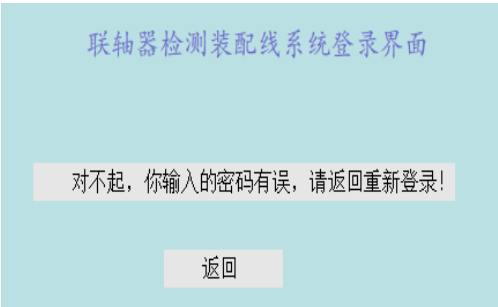 联轴器检测装配线系统登录界面
对不起，你输入的密码有误，请返回重新登录！
返回